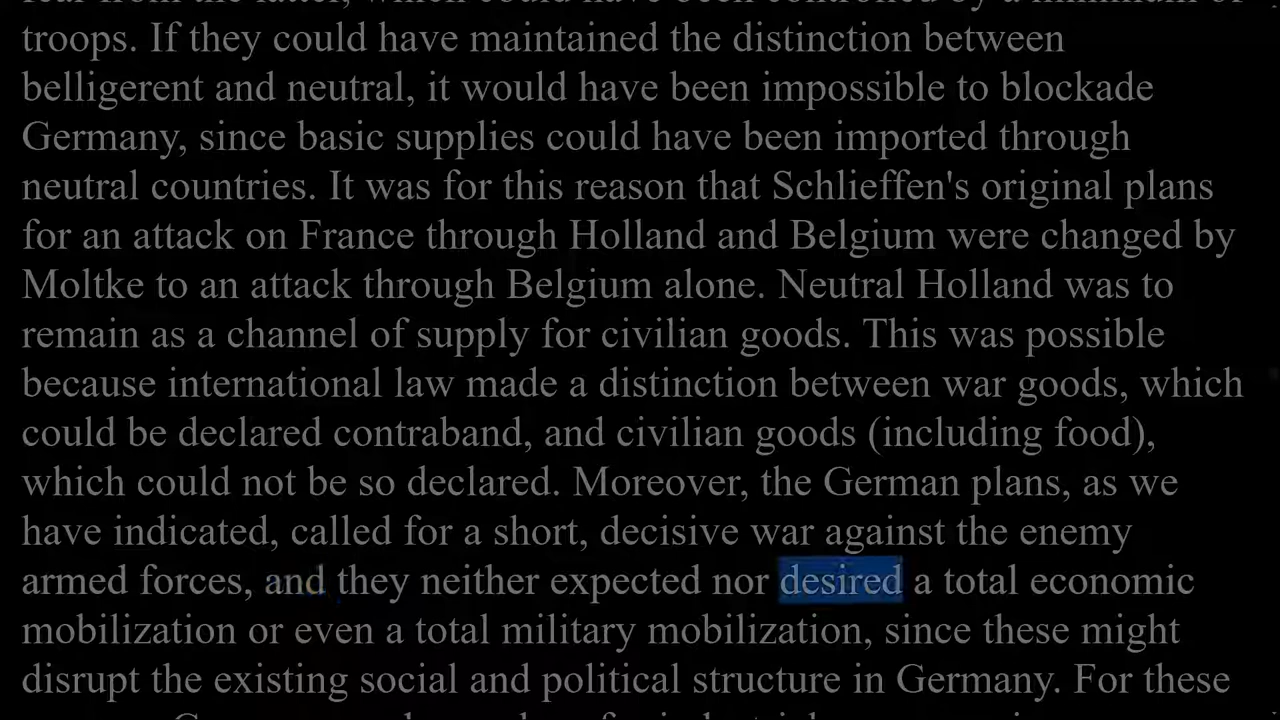 troops. If they could have maintained the distinction between
belligerent and neutral, it would have been impossible to blockade
Germany, since basic supplies could have been imported through
neutral countries. It was for this reason that Schlieffen's original plans
for an attack on France through Holland and Belgium were changed by
Moltke to an attack through Belgium alone. Neutral Holland was to
remain as a channel of supply for civilian goods. This was possible
because international law made a distinction between war goods, which
could be declared contraband, and civilian goods (including food),
which could not be so declared. Moreover, the German plans, as we
have indicated, called for a short, decisive war against the enemy
armed forces, and they neither expected nor desired a total economic
mobilization or even a total military mobilization, since these might
disrupt the existing social and political structure in Germany. For these